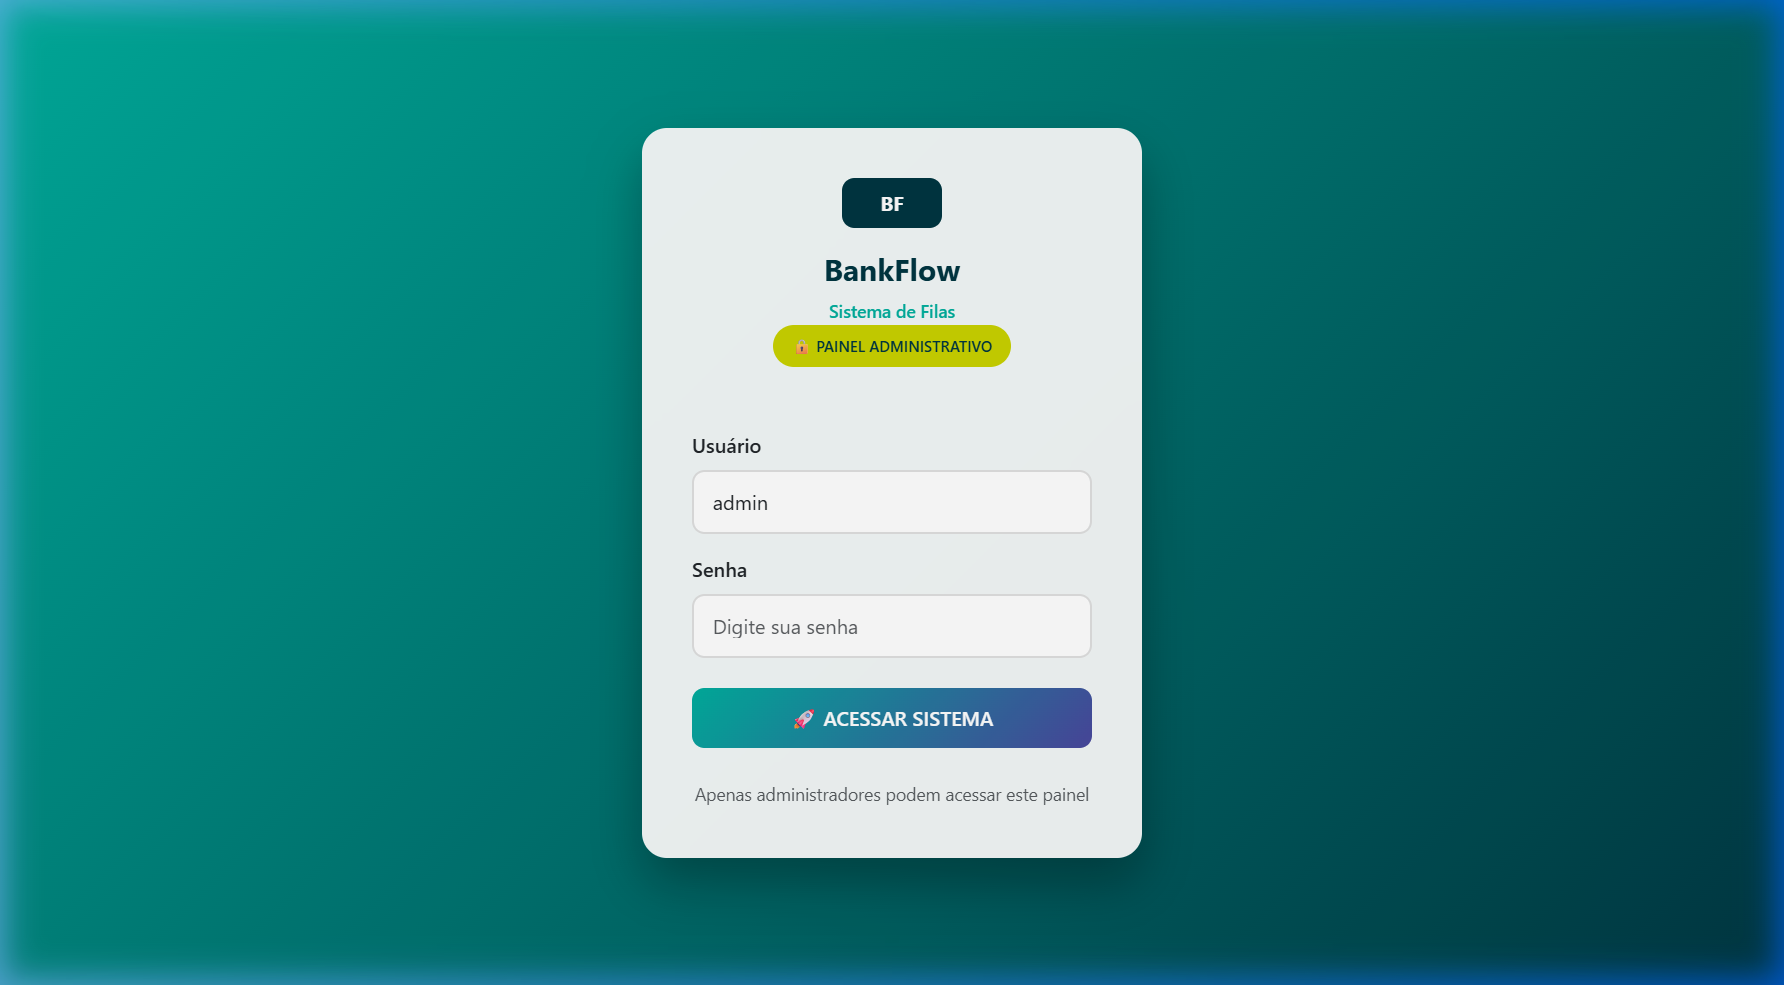 BF
BankFlow
Sistema de Filas
🔒 PAINEL ADMINISTRATIVO
Usuário
admin
Senha
Digite sua senha
🚀 ACESSAR SISTEMA
Apenas administradores podem acessar este painel